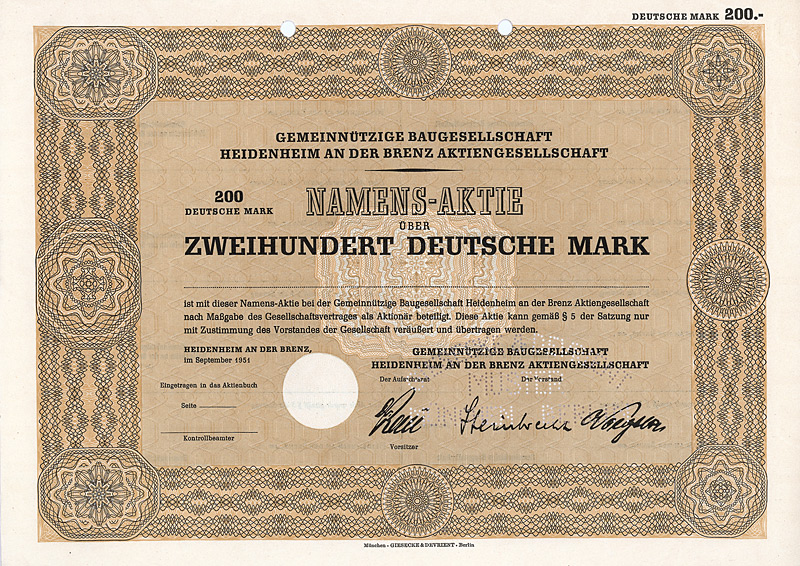 DEUTSCHE MARK 200.-
GEMEINNÜTZIGE BAUGESELLSCHAFT
HEIDENHEIM AN DER BRENZ AKTIENGESELLSCHAFT
200
DEUTSCHE MARK
NAMENS-AKTIE
ÜBER
ZWEIHUNDERT DEUTSCHE MARK
ist mit dieser Namens-Aktie bei der Gemeinnützige Baugesellschaft Heidenheim an der Brenz Aktiengesellschaft
nach Maßgabe des Gesellschaftsvertrages als Aktionär beteiligt. Diese Aktie kann gemäß § 5 der Satzung nur
mit Zustimmung des Vorstandes der Gesellschaft veräußert und übertragen werden.
HEIDENHEIM AN DER BRENZ,
im September 1951
GEMEINNÜTZIGE BAUGESELLSCHAFT
HEIDENHEIM AN DER BRENZ AKTIENGESELLSCHAFT
Der Aufsichtsrat
Der Vorstand
Eingetragen in das Aktienbuch
Seite
Kontrollbeamter
Vorsitzer
München - GIESECKE & DEVRIENT - Berlin